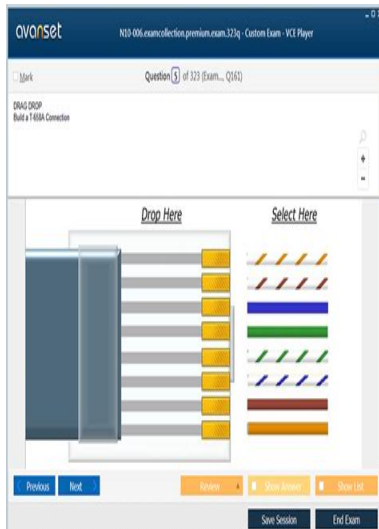 avanset
N10-006.examcollection.premium.exam.323q - Custom Exam - VCE Player
Mark
Question 5 of 323 (Exam..., Q161)
DRAG DROP
Build a T-568A Connection
Drop Here
Select Here
Previous
Next
Review
Show Answer
Show List
Save Session
End Exam